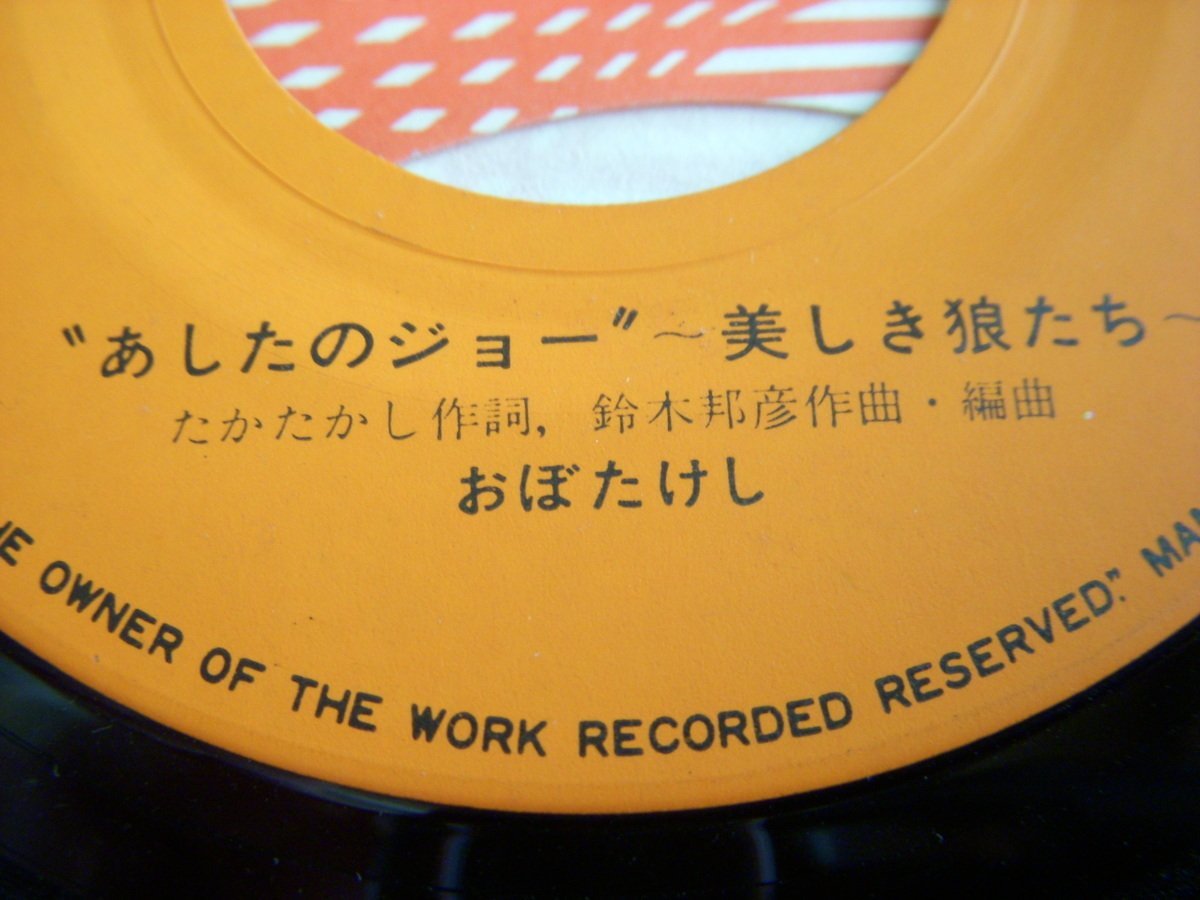 “あしたのジョー”～美しき狼たち～
たかたかし作詞, 鈴木邦彦作曲・編曲
おぼたけし
OWNER OF THE WORK RECORDED RESERVED.”